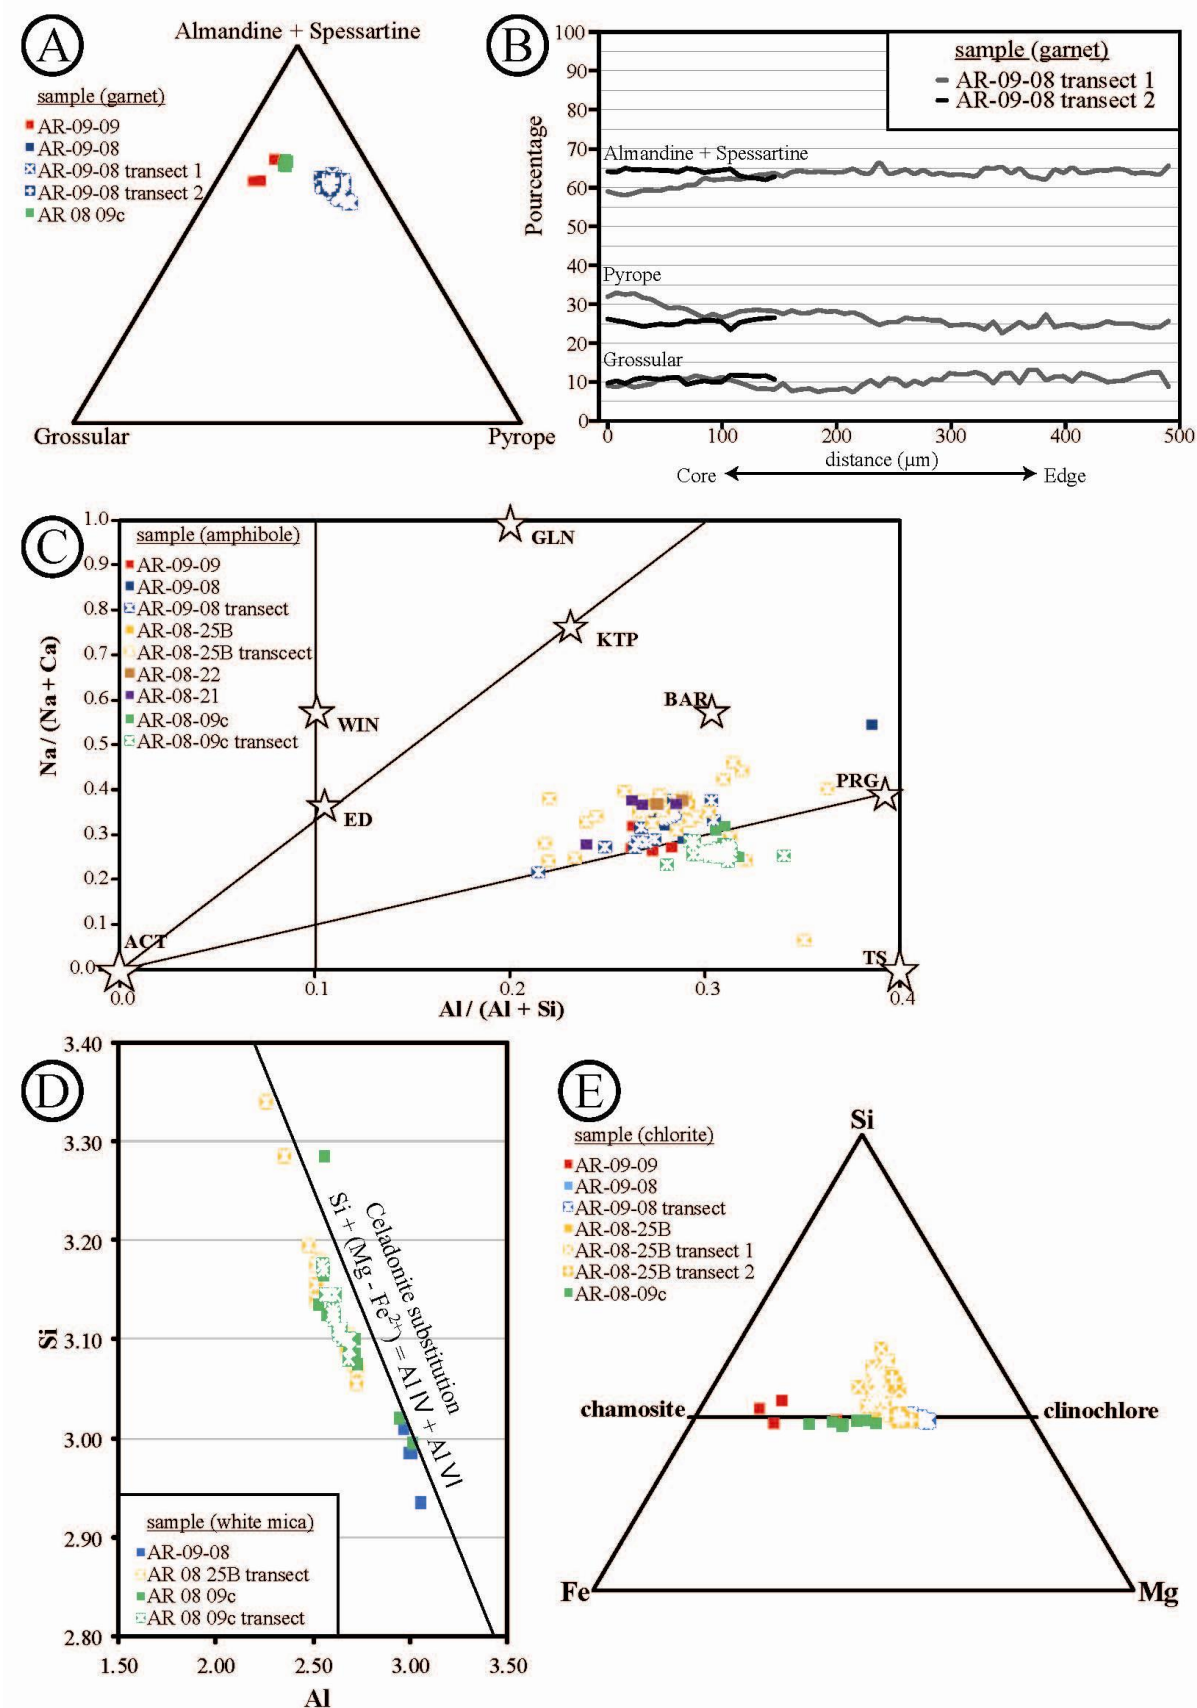 A
Almandine + Spessartine
sample (garnet)
AR-09-09
AR-09-08
AR-09-08 transect 1
AR-09-08 transect 2
AR 08 09c
Grossular
Pyrope
B
Pourcentage
100
90
80
70
60
50
40
30
20
10
0
sample (garnet)
AR-09-08 transect 1
AR-09-08 transect 2
Almandine + Spessartine
Pyrope
Grossular
0 100 200 300 400 500
distance (µm)
Core Edge
C
Na / (Na + Ca)
1.0
0.9
0.8
0.7
0.6
0.5
0.4
0.3
0.2
0.1
0.0
sample (amphibole)
AR-09-09
AR-09-08
AR-09-08 transect
AR-08-25B
AR-08-25B transcect
AR-08-22
AR-08-21
AR-08-09c
AR-08-09c transect
GLN
KTP
WIN
BAR
ED
PRG
ACT
TS
0.0 0.1 0.2 0.3 0.4
Al / (Al + Si)
D
Si
3.40
3.30
3.20
3.10
3.00
2.90
2.80
Celadonite substitution
Si + (Mg - Fe²⁺) = Al IV + Al VI
sample (white mica)
AR-09-08
AR 08 25B transect
AR 08 09c
AR 08 09c transect
1.50 2.00 2.50 3.00 3.50
Al
E
Si
sample (chlorite)
AR-09-09
AR-09-08
AR-09-08 transect
AR-08-25B
AR-08-25B transect 1
AR-08-25B transect 2
AR-08-09c
chamosite
clinochlore
Fe
Mg